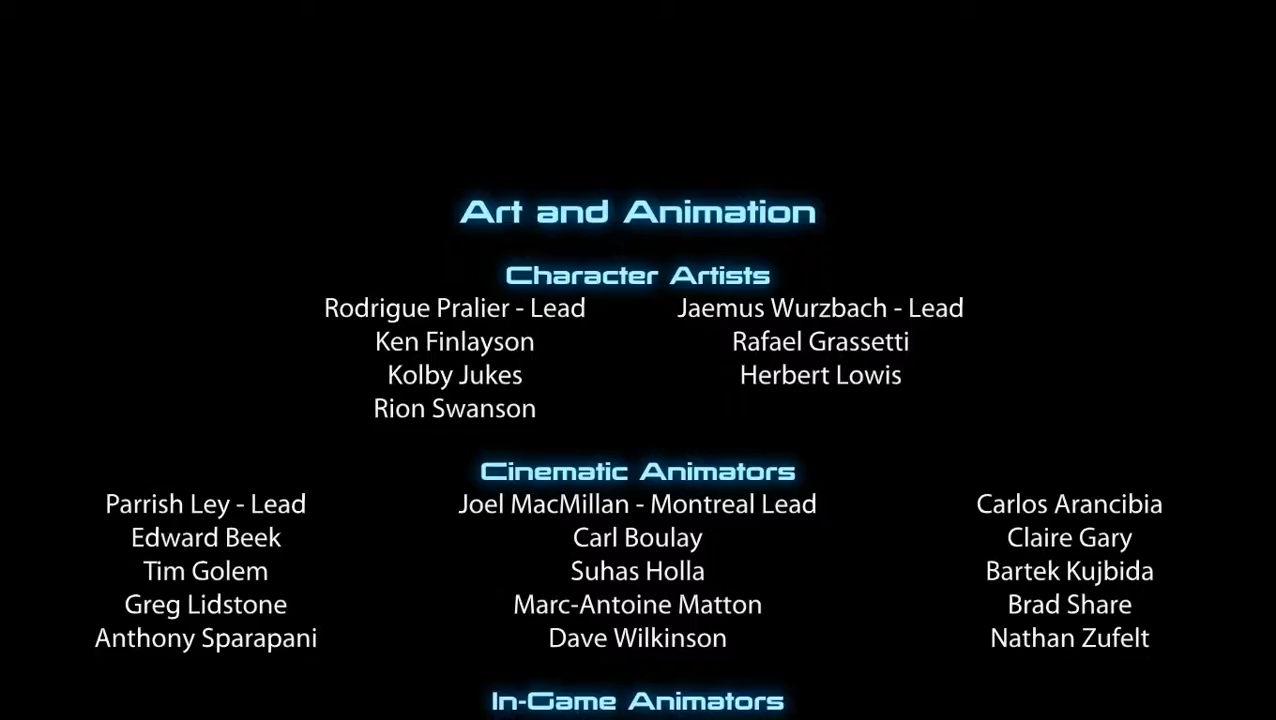 Art and Animation
Character Artists
Rodrigue Pralier - Lead Jaemus Wurzbach - Lead
Ken Finlayson Rafael Grassetti
Kolby Jukes Herbert Lowis
Rion Swanson
Cinematic Animators
Parrish Ley - Lead Joel MacMillan - Montreal Lead Carlos Arancibia
Edward Beek Carl Boulay Claire Gary
Tim Golem Suhas Holla Bartek Kujbida
Greg Lidstone Marc-Antoine Matton Brad Share
Anthony Sparapani Dave Wilkinson Nathan Zufelt
In-Game Animators